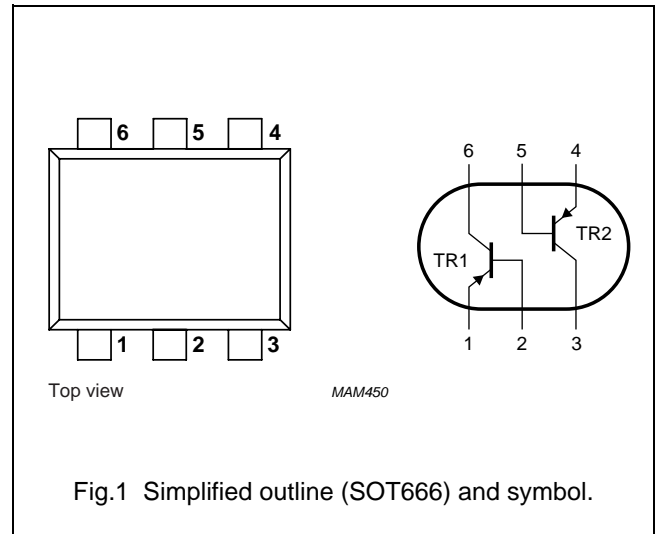 6 5 4
1 2 3
Top view
6 5 4
TR1 TR2
1 2 3
MAM450
Fig.1 Simplified outline (SOT666) and symbol.